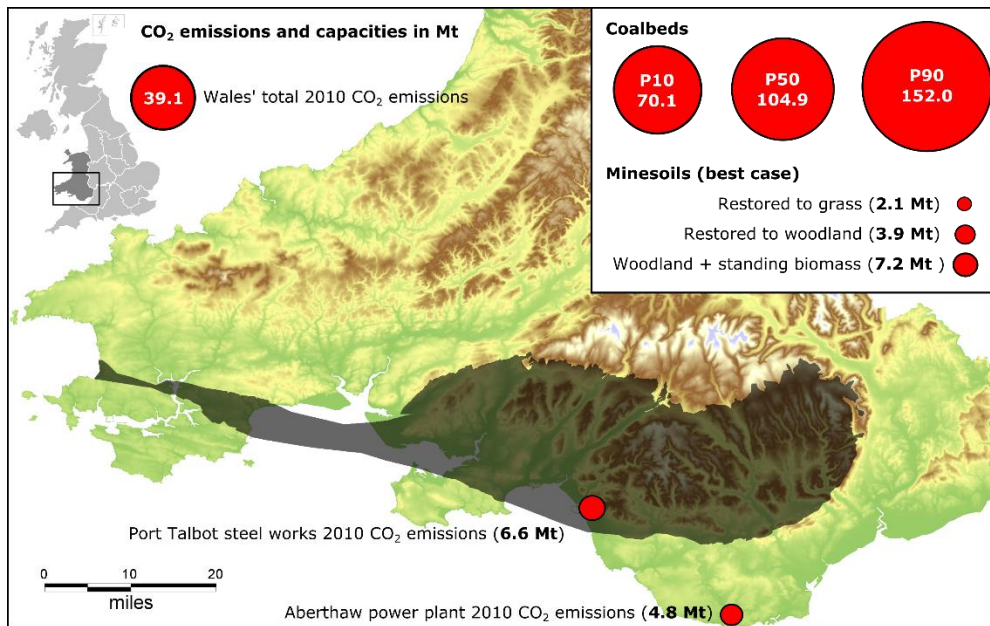 CO₂ emissions and capacities in Mt
39.1
Wales' total 2010 CO₂ emissions
Coalbeds
P10
70.1
P50
104.9
P90
152.0
Minesoils (best case)
Restored to grass (2.1 Mt)
Restored to woodland (3.9 Mt)
Woodland + standing biomass (7.2 Mt )
Port Talbot steel works 2010 CO₂ emissions (6.6 Mt)
0 10 20
miles
Aberthaw power plant 2010 CO₂ emissions (4.8 Mt)